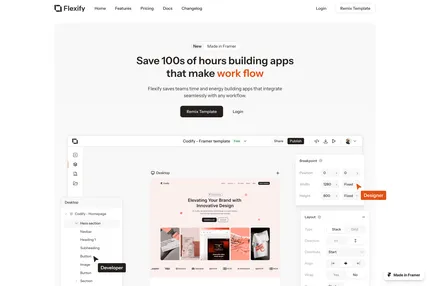 Flexify
Home
Features
Pricing
Docs
Changelog
Login
Remix Template
New
Made in Framer
Save 100s of hours building apps
that make work flow
Flexify saves teams time and energy building apps that integrate
seamlessly with any workflow.
Remix Template
Login
Codify - Framer template
Share
Publish
Desktop
Breakpoint
Position
0
0
Width
1280
Fixed
Height
Fixed
Designer
Desktop
Codify - Homepage
Hero section
Navbar
Heading 1
Subheading
Button
Image
Button
Section
Developer
Elevating Your Brand with
Innovative Design
Layout
Type
Stack
Grid
Direction
Distribute
Start
Align
Wrap
Yes
No
Made in Framer